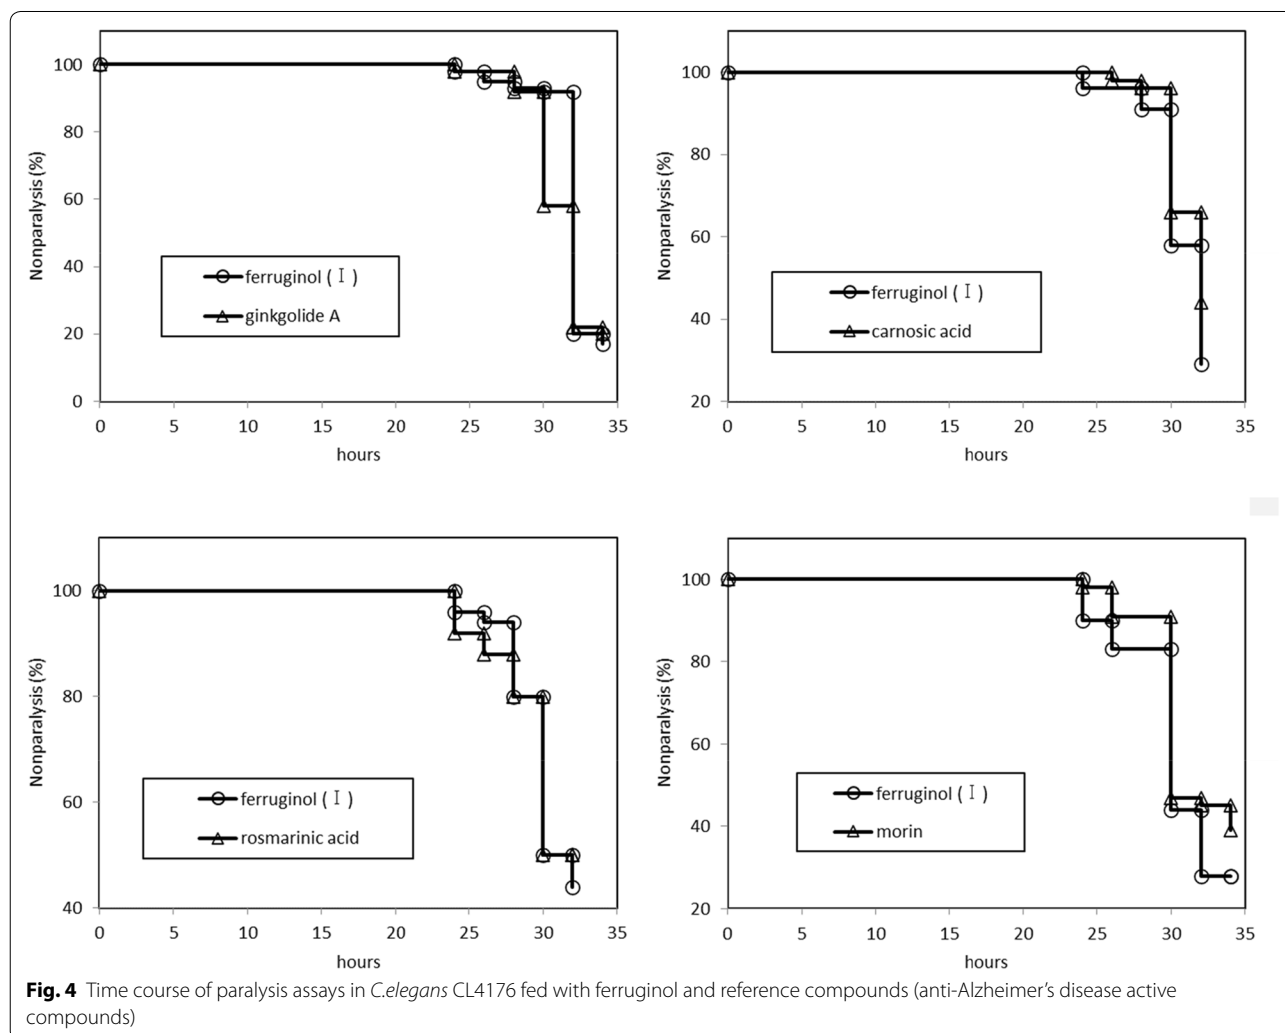 100
80
60
40
20
0
Nonparalysis (%)
ferruginol ( I )
ginkgolide A
0 5 10 15 20 25 30 35
hours
100
80
60
40
20
Nonparalysis (%)
ferruginol ( I )
carnosic acid
0 5 10 15 20 25 30 35
hours
100
80
60
40
Nonparalysis (%)
ferruginol ( I )
rosmarinic acid
0 5 10 15 20 25 30 35
hours
100
80
60
40
20
Nonparalysis (%)
ferruginol ( I )
morin
0 5 10 15 20 25 30 35
hours
Fig. 4 Time course of paralysis assays in C.elegans CL4176 fed with ferruginol and reference compounds (anti-Alzheimer's disease active
compounds)